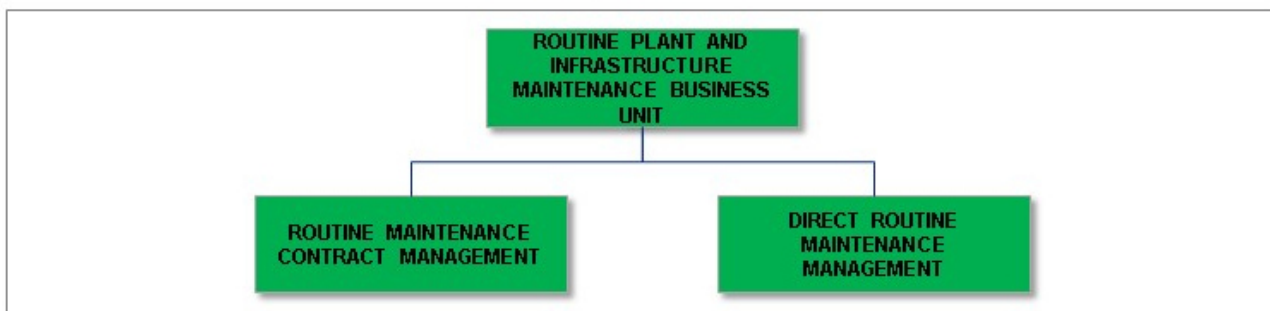 ROUTINE PLANT AND
INFRASTRUCTURE
MAINTENANCE BUSINESS
UNIT
ROUTINE MAINTENANCE
CONTRACT MANAGEMENT
DIRECT ROUTINE
MAINTENANCE
MANAGEMENT